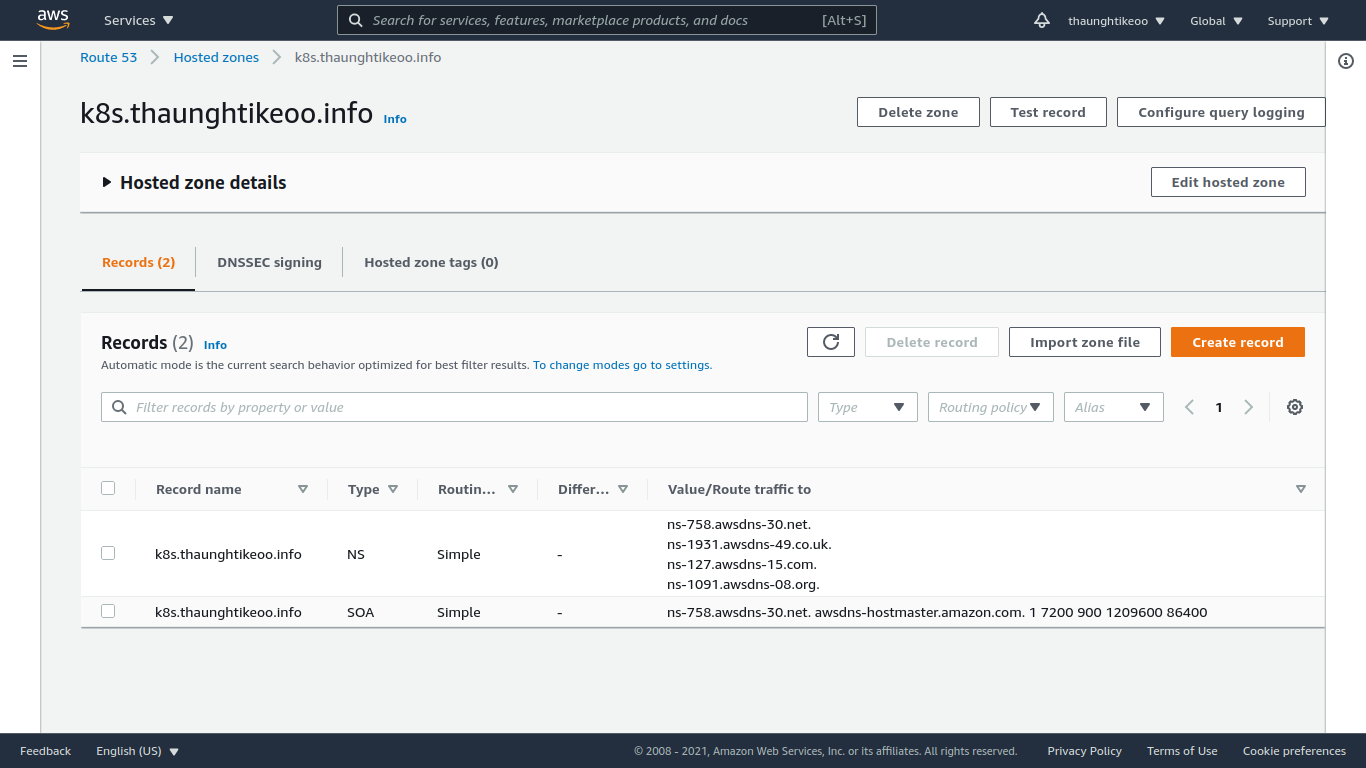 aws Services Search for services, features, marketplace products, and docs [Alt+S] thaunghtikeoo Global Support
Route 53 Hosted zones k8s.thaunghtikeoo.info
k8s.thaunghtikeoo.info Info Delete zone Test record Configure query logging
Hosted zone details Edit hosted zone
Records (2) DNSSEC signing Hosted zone tags (0)
Records (2) Info Delete record Import zone file Create record
Automatic mode is the current search behavior optimized for best filter results. To change modes go to settings.
Filter records by property or value Type Routing policy Alias 1
Record name Type Routin... Differ... Value/Route traffic to
ns-758.awsdns-30.net.
ns-1931.awsdns-49.co.uk.
k8s.thaunghtikeoo.info NS Simple -
ns-127.awsdns-15.com.
ns-1091.awsdns-08.org.
k8s.thaunghtikeoo.info SOA Simple - ns-758.awsdns-30.net. awsdns-hostmaster.amazon.com. 1 7200 900 1209600 86400
Feedback English (US) © 2008 - 2021, Amazon Web Services, Inc. or its affiliates. All rights reserved. Privacy Policy Terms of Use Cookie preferences